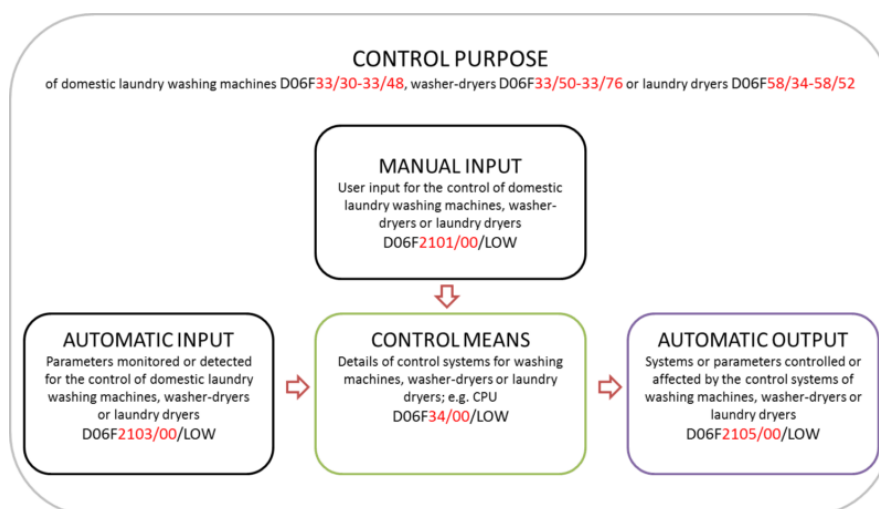 CONTROL PURPOSE
of domestic laundry washing machines D06F33/30-33/48, washer-dryers D06F33/50-33/76 or laundry dryers D06F58/34-58/52
MANUAL INPUT
User input for the control of domestic
laundry washing machines, washer-
dryers or laundry dryers
D06F2101/00/LOW
AUTOMATIC INPUT
Parameters monitored or detected
for the control of domestic laundry
washing machines, washer-dryers
or laundry dryers
D06F2103/00/LOW
CONTROL MEANS
Details of control systems for washing
machines, washer-dryers or laundry
dryers; e.g. CPU
D06F34/00/LOW
AUTOMATIC OUTPUT
Systems or parameters controlled or
affected by the control systems of
washing machines, washer-dryers or
laundry dryers
D06F2105/00/LOW